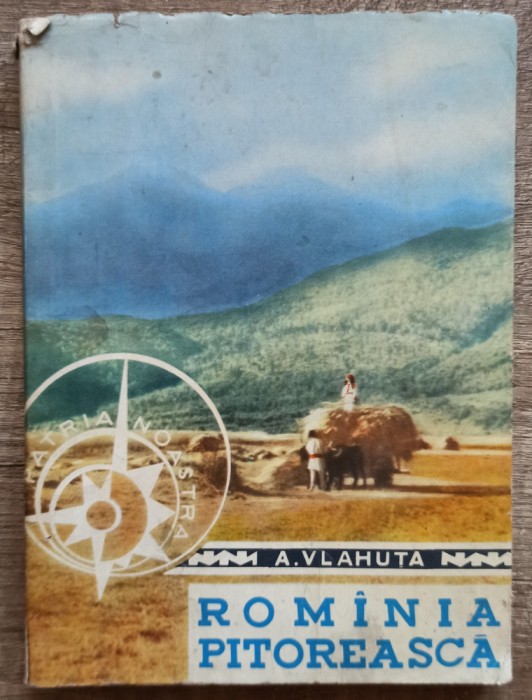 PATRIA NOASTRA
A.VLAHUȚA
ROMÎNIA
PITOREASCĂ